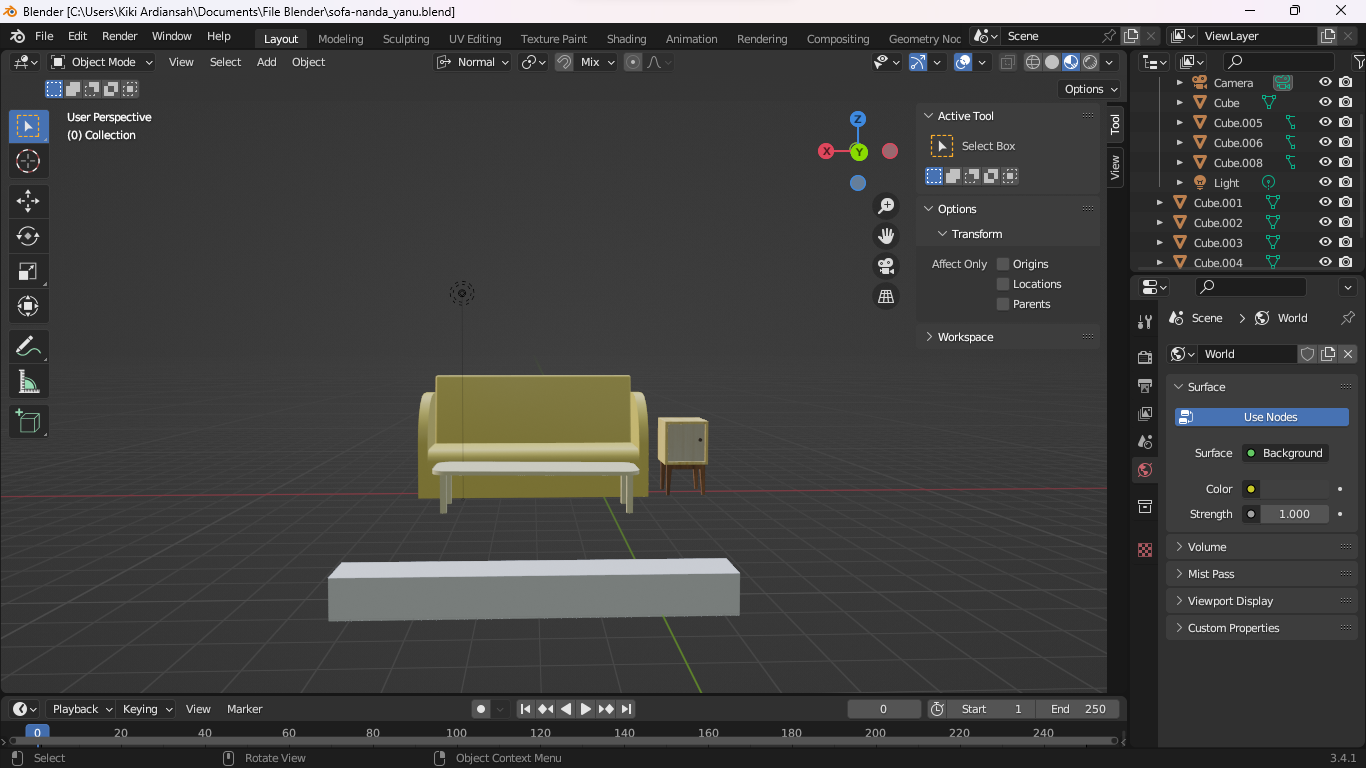 Blender [C:\Users\Kiki Ardiansah\Documents\File Blender\sofa-nanda_yanu.blend]
File Edit Render Window Help Layout Modeling Sculpting UV Editing Texture Paint Shading Animation Rendering Compositing Geometry Noc Scene ViewLayer
Object Mode View Select Add Object Normal Mix
Options
User Perspective
(0) Collection
Z
X
Y
Active Tool
Select Box
Options
Transform
Affect Only Origins
Locations
Parents
Workspace
Tool
View
Camera
Cube
Cube.005
Cube.006
Cube.008
Light
Cube.001
Cube.002
Cube.003
Cube.004
Scene World
World
Surface
Use Nodes
Surface Background
Color
Strength 1.000
Volume
Mist Pass
Viewport Display
Custom Properties
Playback Keying View Marker 0 Start 1 End 250
0 20 40 60 80 100 120 140 160 180 200 220 240
Select Rotate View Object Context Menu 3.4.1